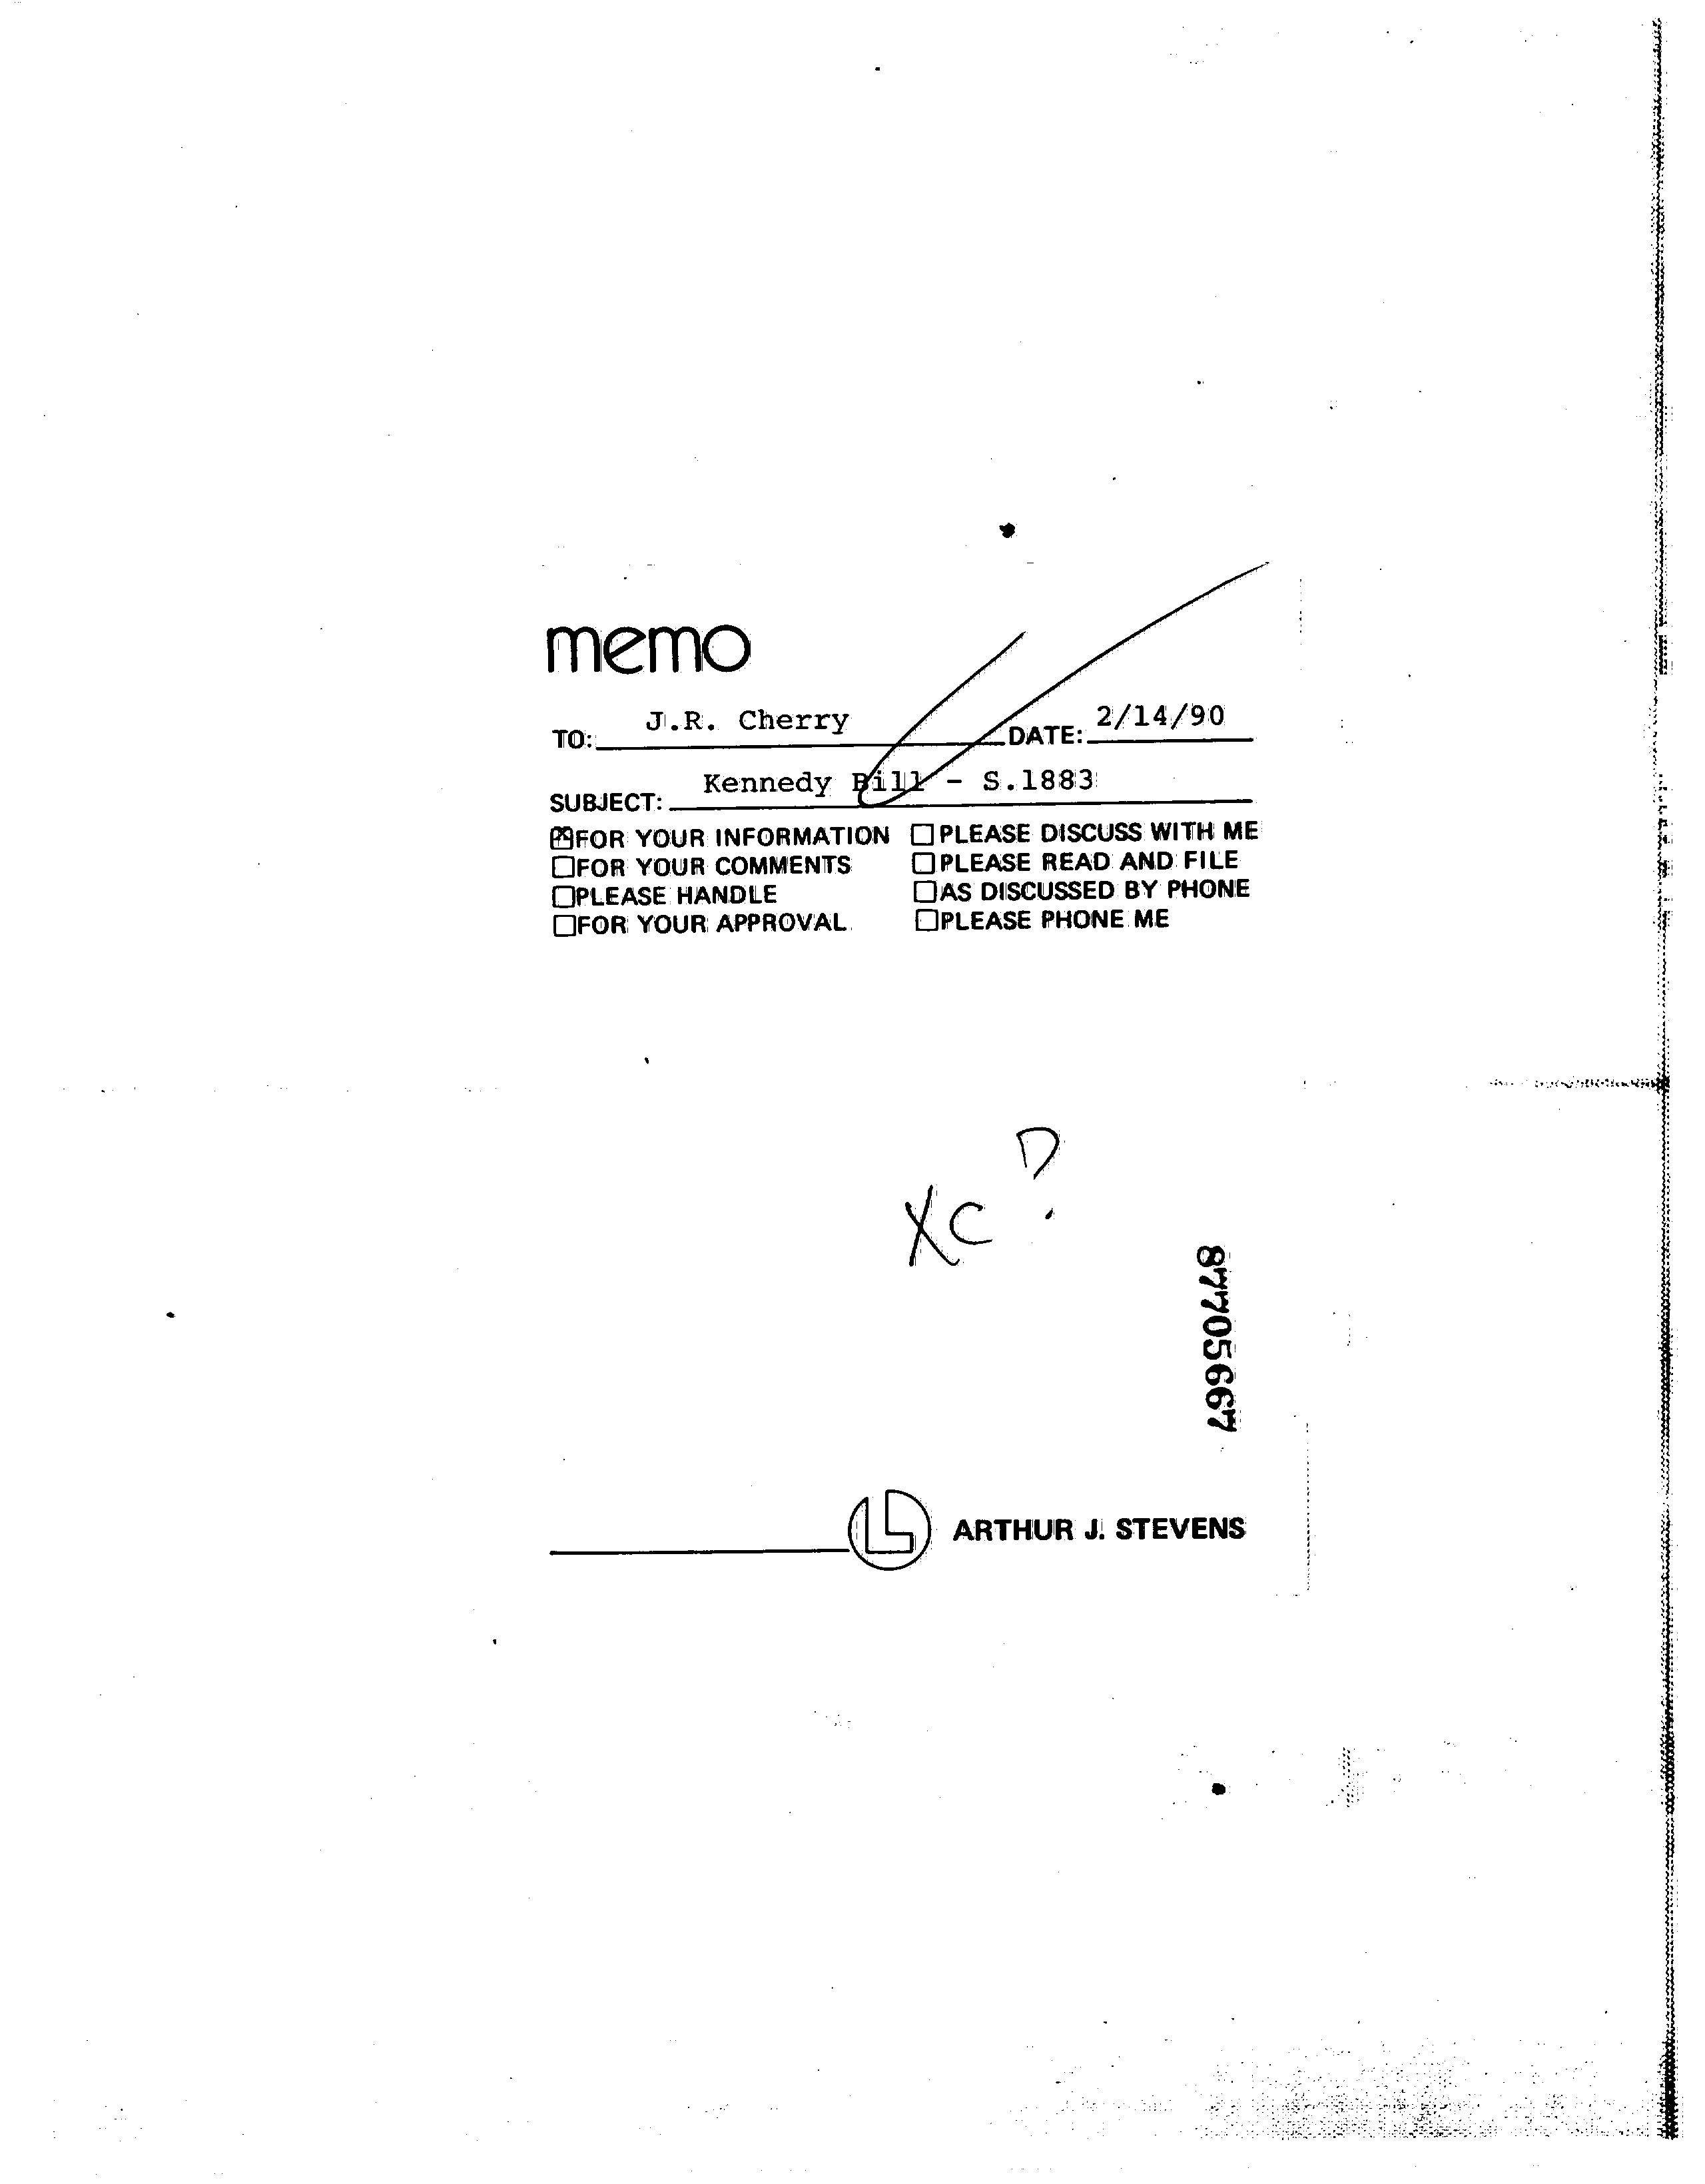 memo
TO: J.R. Cherry DATE: 2/14/90
SUBJECT: Kennedy Bill - S.1883
☒FOR YOUR INFORMATION ☐PLEASE DISCUSS WITH ME
☐FOR YOUR COMMENTS ☐PLEASE READ AND FILE
☐PLEASE HANDLE ☐AS DISCUSSED BY PHONE
☐FOR YOUR APPROVAL ☐PLEASE PHONE ME
XC ?
87705667
ARTHUR J. STEVENS